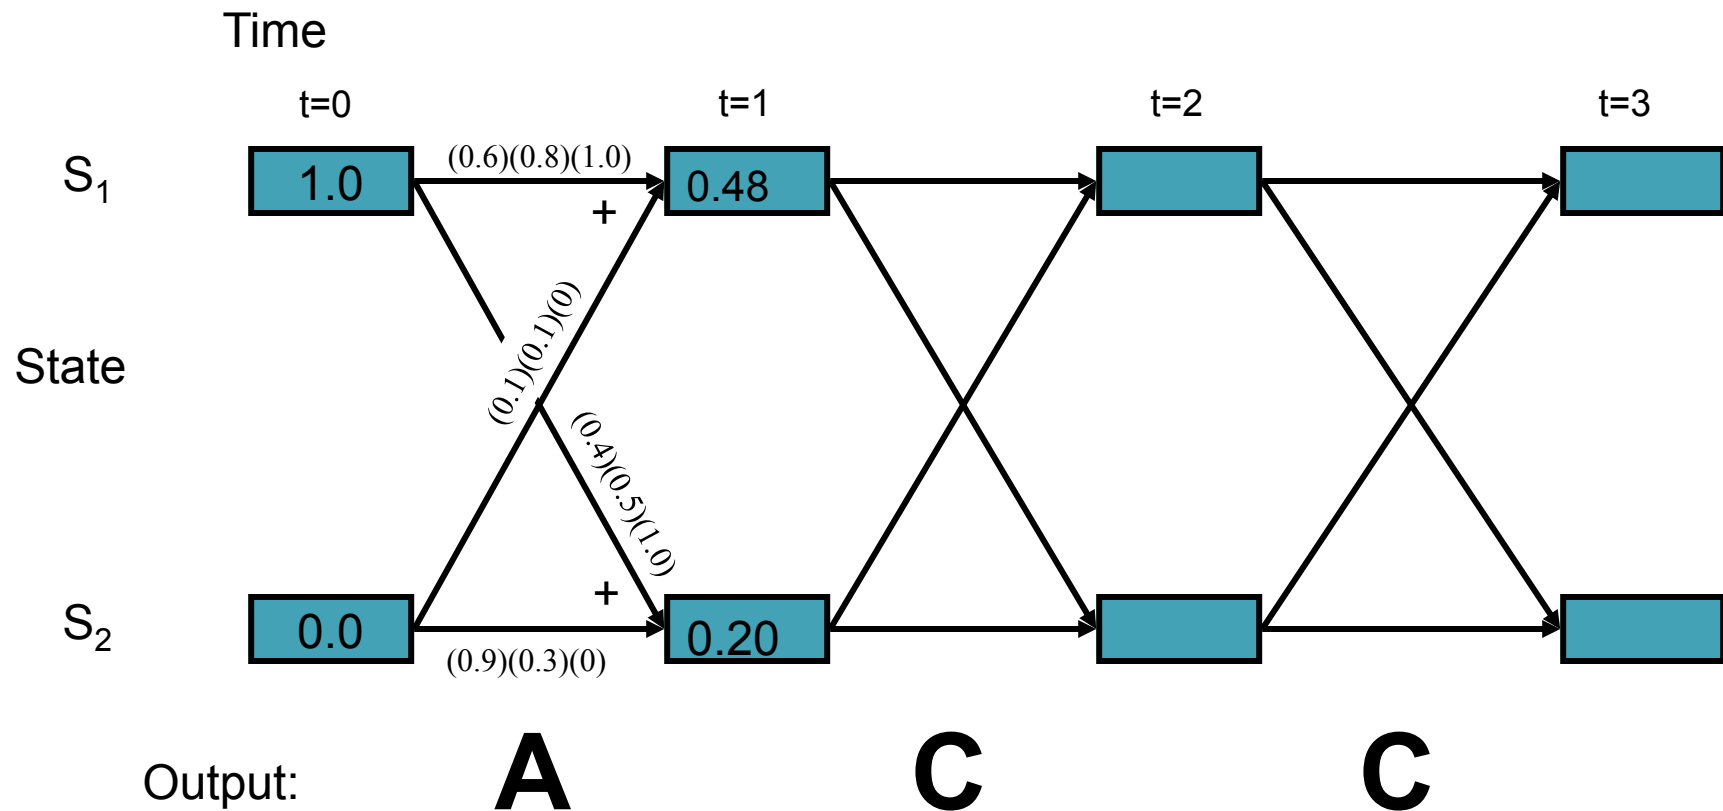 Time
t=0 t=1 t=2 t=3
S₁ 1.0 (0.6)(0.8)(1.0) 0.48
+
(0.1)(0.1)(0)
State
(0.4)(0.5)(1.0)
+
S₂ 0.0 (0.9)(0.3)(0) 0.20
Output: A C C